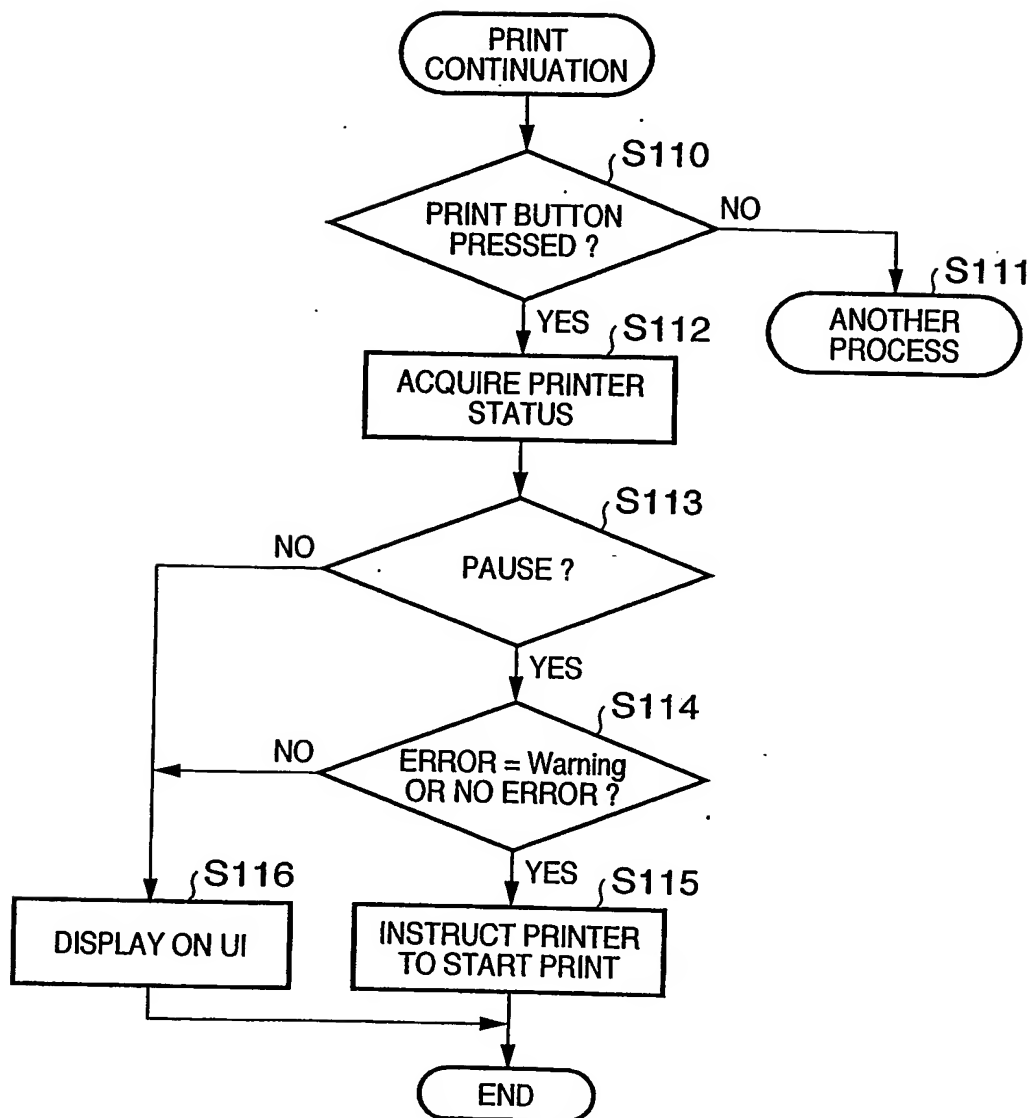 PRINT
CONTINUATION
S110
PRINT BUTTON
PRESSED ?
NO
S111
ANOTHER
PROCESS
YES
S112
ACQUIRE PRINTER
STATUS
S113
NO
PAUSE ?
YES
S114
NO
ERROR = Warning
OR NO ERROR ?
YES
S116
DISPLAY ON UI
S115
INSTRUCT PRINTER
TO START PRINT
END